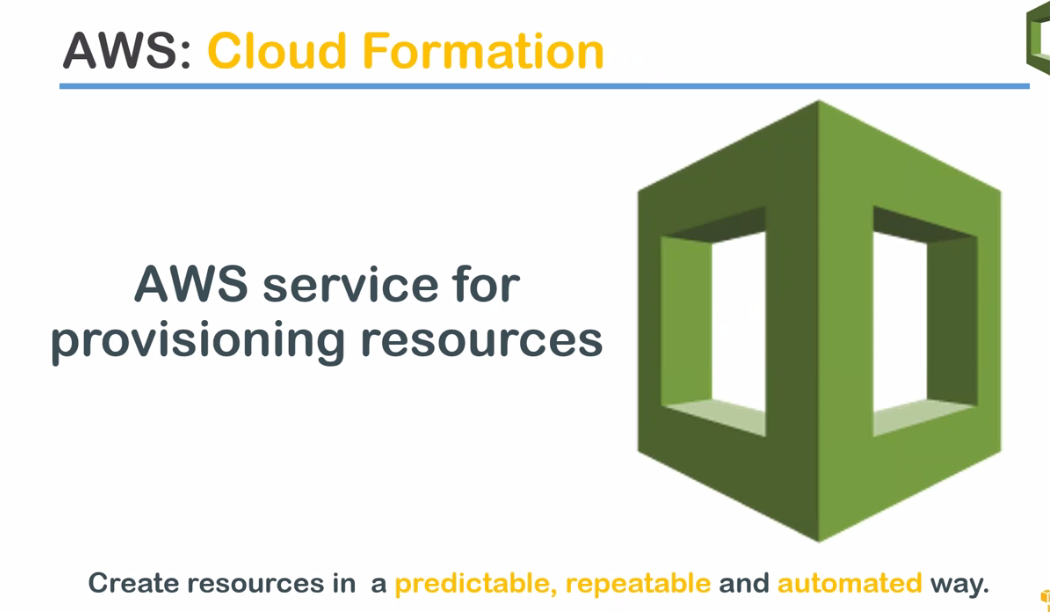 AWS: Cloud Formation
AWS service for
provisioning resources
Create resources in a predictable, repeatable and automated way.